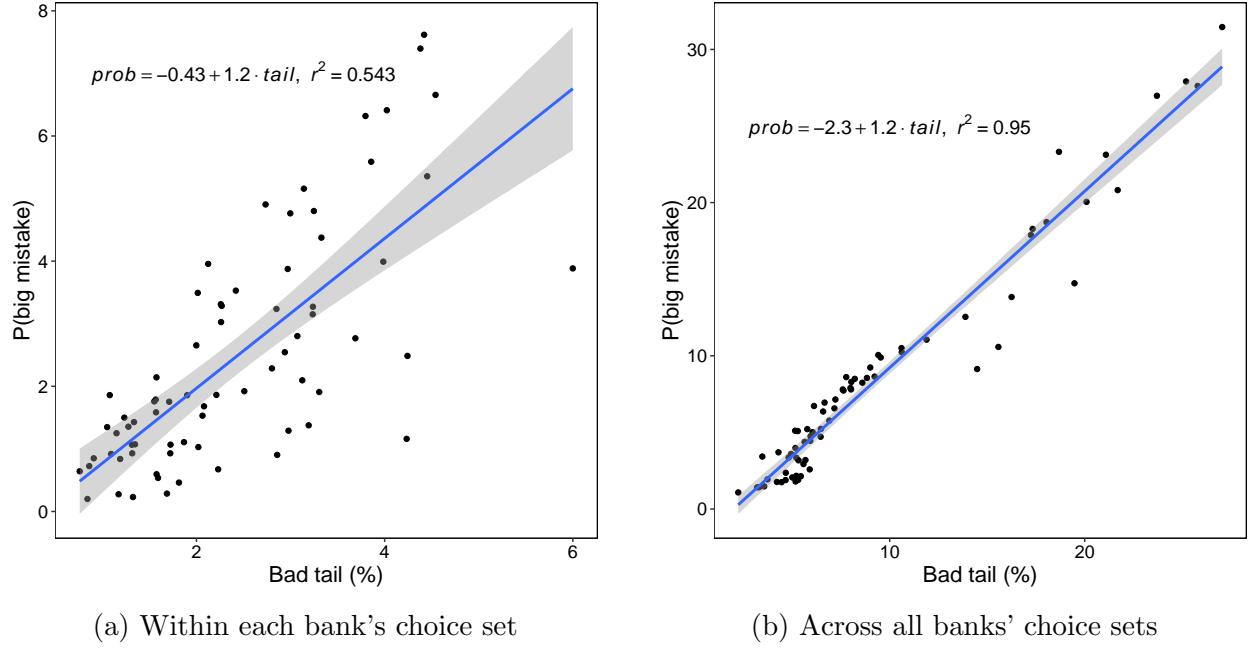 prob = −0.43 + 1.2 · tail, r² = 0.543
P(big mistake)
8
6
4
2
0
2 4 6
Bad tail (%)
(a) Within each bank's choice set
prob = −2.3 + 1.2 · tail, r² = 0.95
P(big mistake)
30
20
10
0
10 20
Bad tail (%)
(b) Across all banks' choice sets